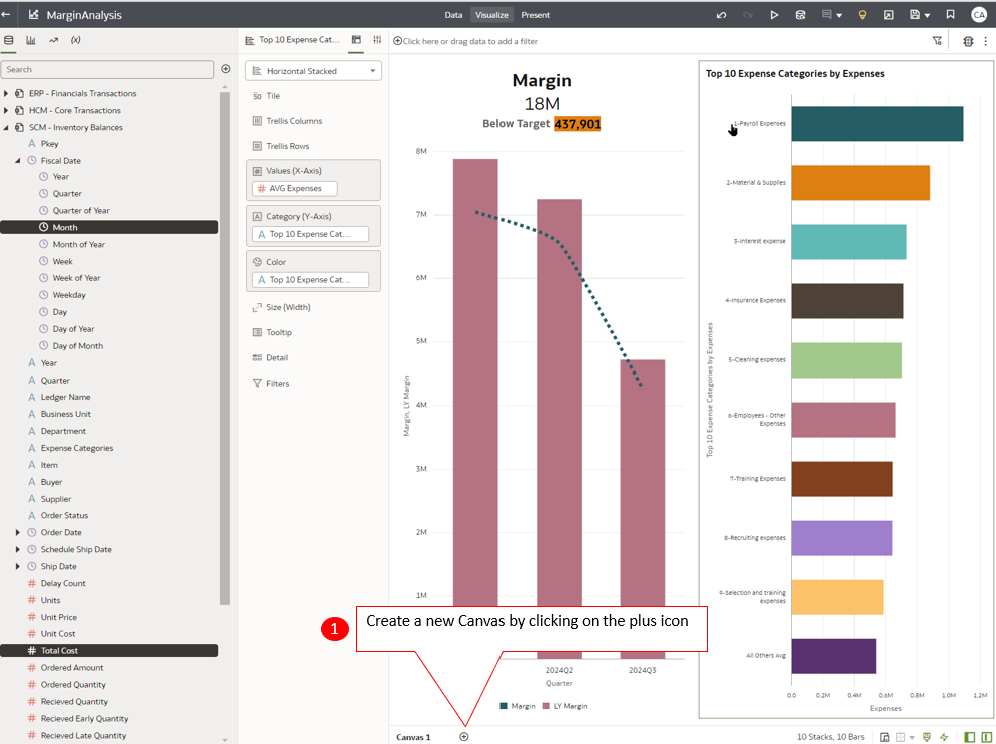 MarginAnalysis
Data
Visualize
Present
CA
(x)
Top 10 Expense Cat...
Click here or drag data to add a filter
Search
ERP - Financials Transactions
HCM - Core Transactions
SCM - Inventory Balances
A Pkey
Fiscal Date
Year
Quarter
Quarter of Year
Month
Month of Year
Week
Week of Year
Weekday
Day
Day of Year
Day of Month
A Year
A Quarter
A Ledger Name
A Business Unit
A Department
A Expense Categories
A Item
A Buyer
A Supplier
A Order Status
Order Date
Schedule Ship Date
Ship Date
# Delay Count
# Units
# Unit Price
# Unit Cost
# Total Cost
# Ordered Amount
# Ordered Quantity
# Recieved Quantity
# Recieved Early Quantity
# Recieved Late Quantity
Horizontal Stacked
50 Tile
Trellis Columns
Trellis Rows
# Values (X-Axis)
# AVG Expenses
A Category (Y-Axis)
A Top 10 Expense Cat...
Color
A Top 10 Expense Cat...
Size (Width)
Tooltip
Detail
Filters
Margin
18M
Below Target 437,901
8M
7M
6M
5M
4M
3M
2M
1M
Margin, LY Margin
2024Q2
2024Q3
Quarter
Margin
LY Margin
1
Create a new Canvas by clicking on the plus icon
Top 10 Expense Categories by Expenses
Top 10 Expense Categories by Expenses
1-Payroll Expenses
2-Material & Supplies
3-Interest expense
4-Insurance Expenses
5-Cleaning expenses
6-Employees - Other
Expenses
7-Training Expenses
8-Recruiting expenses
9-Selection and training
expenses
All Others Avg
0.0
0.2M
0.4M
0.6M
0.8M
1.0M
1.2M
Expenses
Canvas 1
10 Stacks, 10 Bars